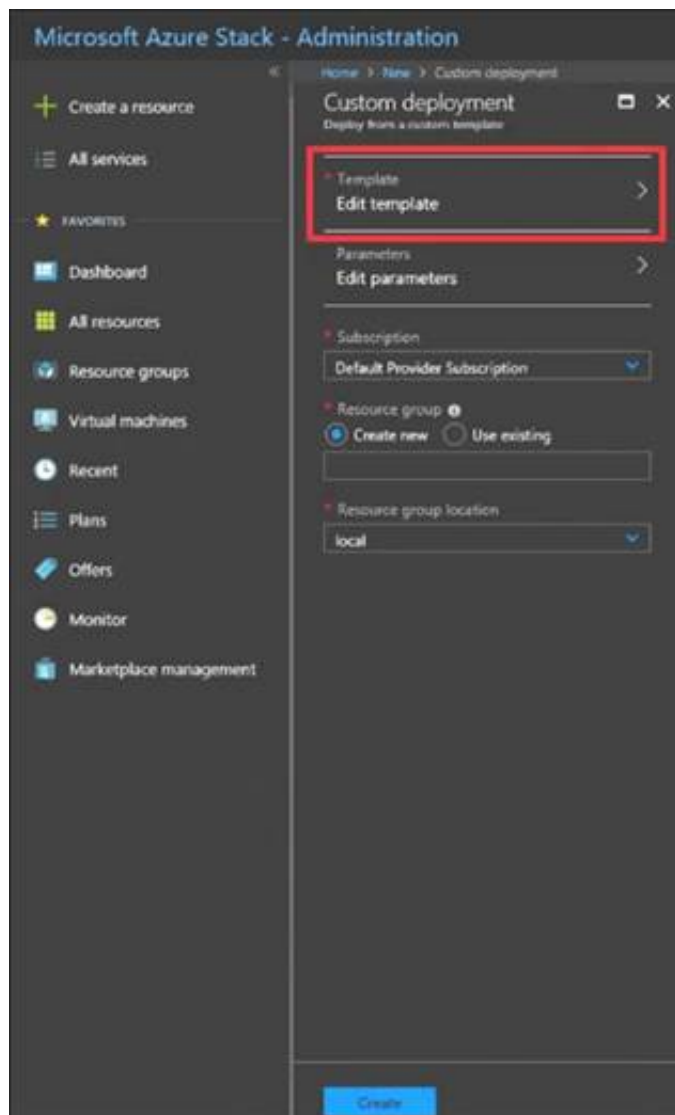 Microsoft Azure Stack - Administration
«
Home > New > Custom deployment
Create a resource
All services
FAVORITES
Dashboard
All resources
Resource groups
Virtual machines
Recent
Plans
Offers
Monitor
Marketplace management
Custom deployment
Deploy from a custom template
* Template
Edit template
Parameters
Edit parameters
* Subscription
Default Provider Subscription
* Resource group
Create new Use existing
* Resource group location
local
Create